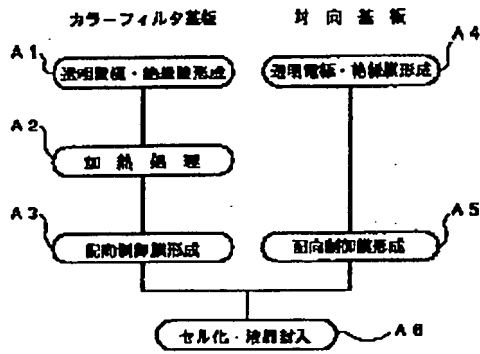 カラーフィルタ基板
対向基板
A1
透明電極・絶縁膜形成
A4
透明電極・絶縁膜形成
A2
加熱処理
A3
配向制御膜形成
A5
配向制御膜形成
セル化・液晶封入
A6